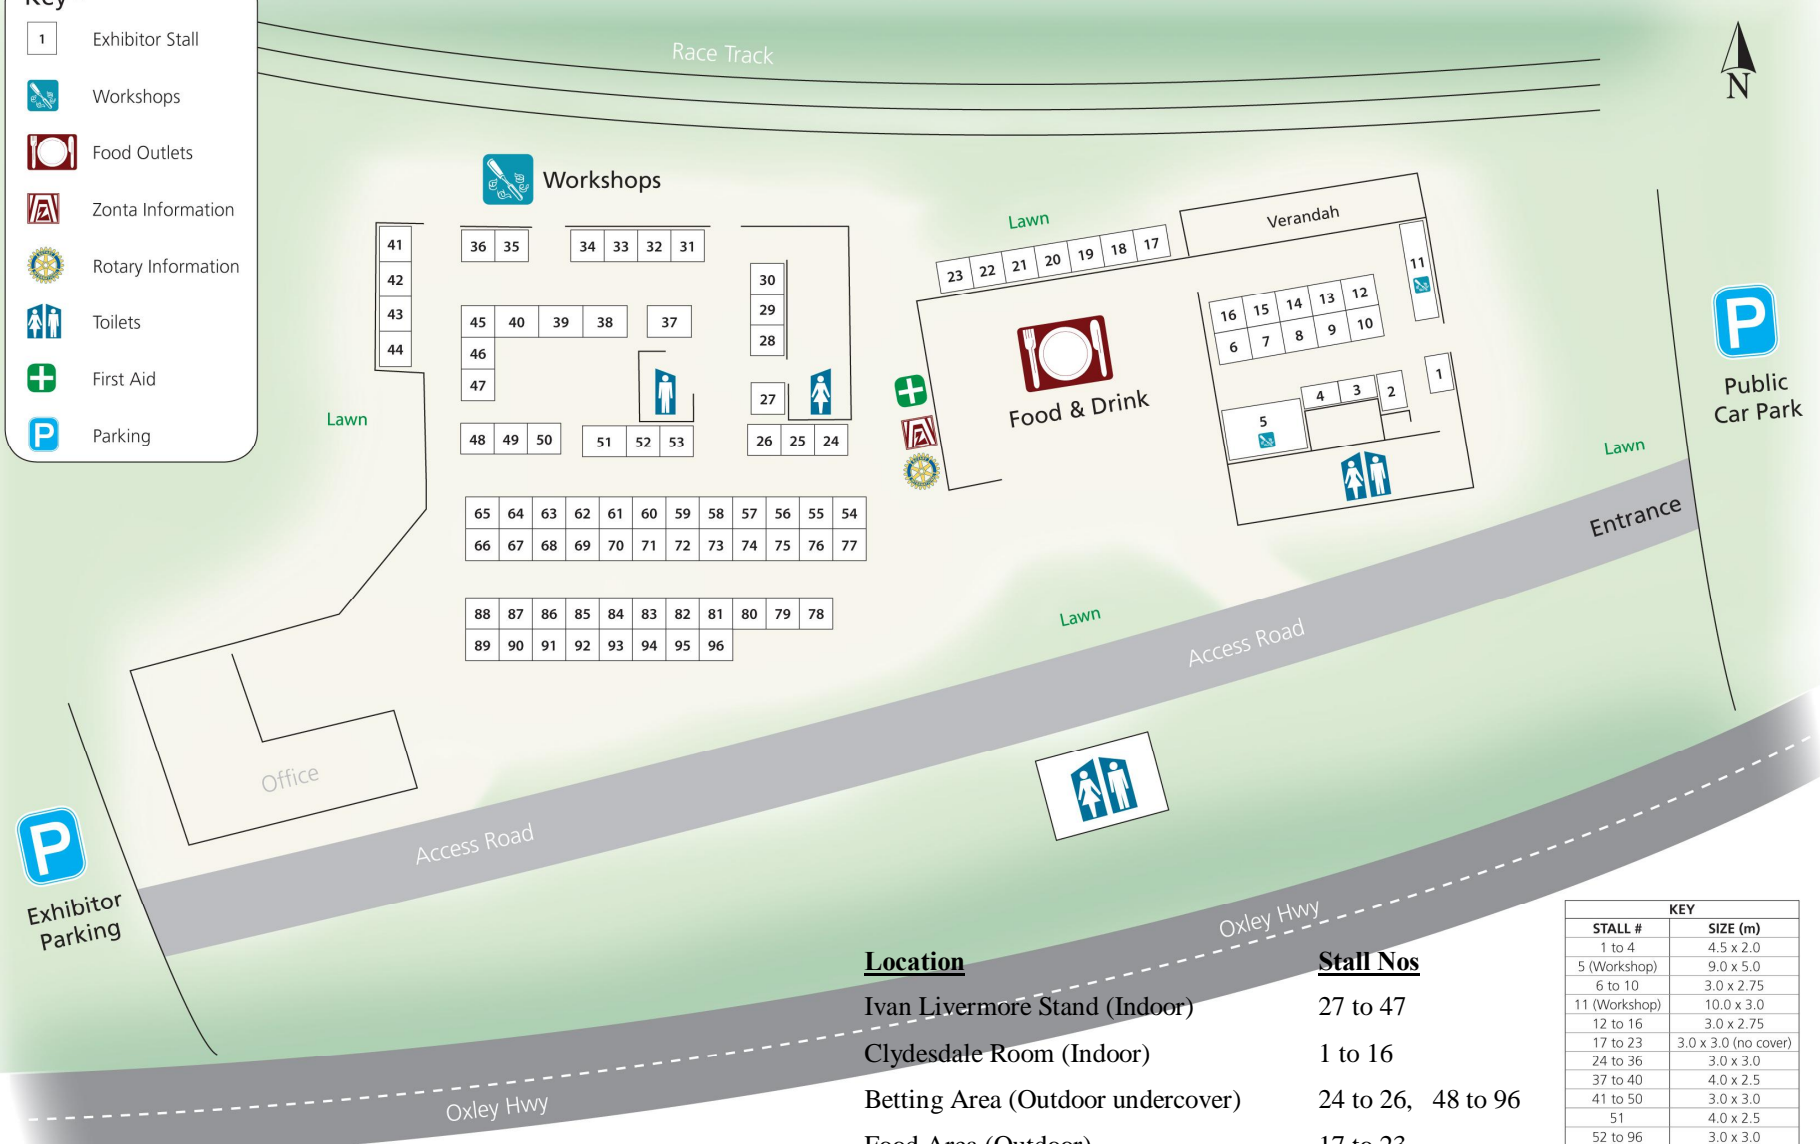 Key
1 Exhibitor Stall
Workshops
Food Outlets
Zonta Information
Rotary Information
Toilets
First Aid
P Parking
Race Track
N
Workshops
Lawn
Verandah
41
42
43
44
36 35
34 33 32 31
30
29
28
27
45 40 39 38 37
46
47
48 49 50
51 52 53
26 25 24
23 22 21 20 19 18 17
11
16 15 14 13 12
6 7 8 9 10
1
4 3 2
5
Food & Drink
P
Public
Car Park
Lawn
Lawn
Entrance
65 64 63 62 61 60 59 58 57 56 55 54
66 67 68 69 70 71 72 73 74 75 76 77
88 87 86 85 84 83 82 81 80 79 78
89 90 91 92 93 94 95 96
Lawn
Access Road
Office
Access Road
P
Exhibitor
Parking
Oxley Hwy
Oxley Hwy
Location Stall Nos
Ivan Livermore Stand (Indoor) 27 to 47
Clydesdale Room (Indoor) 1 to 16
Betting Area (Outdoor undercover) 24 to 26, 48 to 96
Food Area (Outdoor) 17 to 23
KEY
STALL # SIZE (m)
1 to 4 4.5 x 2.0
5 (Workshop) 9.0 x 5.0
6 to 10 3.0 x 2.75
11 (Workshop) 10.0 x 3.0
12 to 16 3.0 x 2.75
17 to 23 3.0 x 3.0 (no cover)
24 to 36 3.0 x 3.0
37 to 40 4.0 x 2.5
41 to 50 3.0 x 3.0
51 4.0 x 2.5
52 to 96 3.0 x 3.0